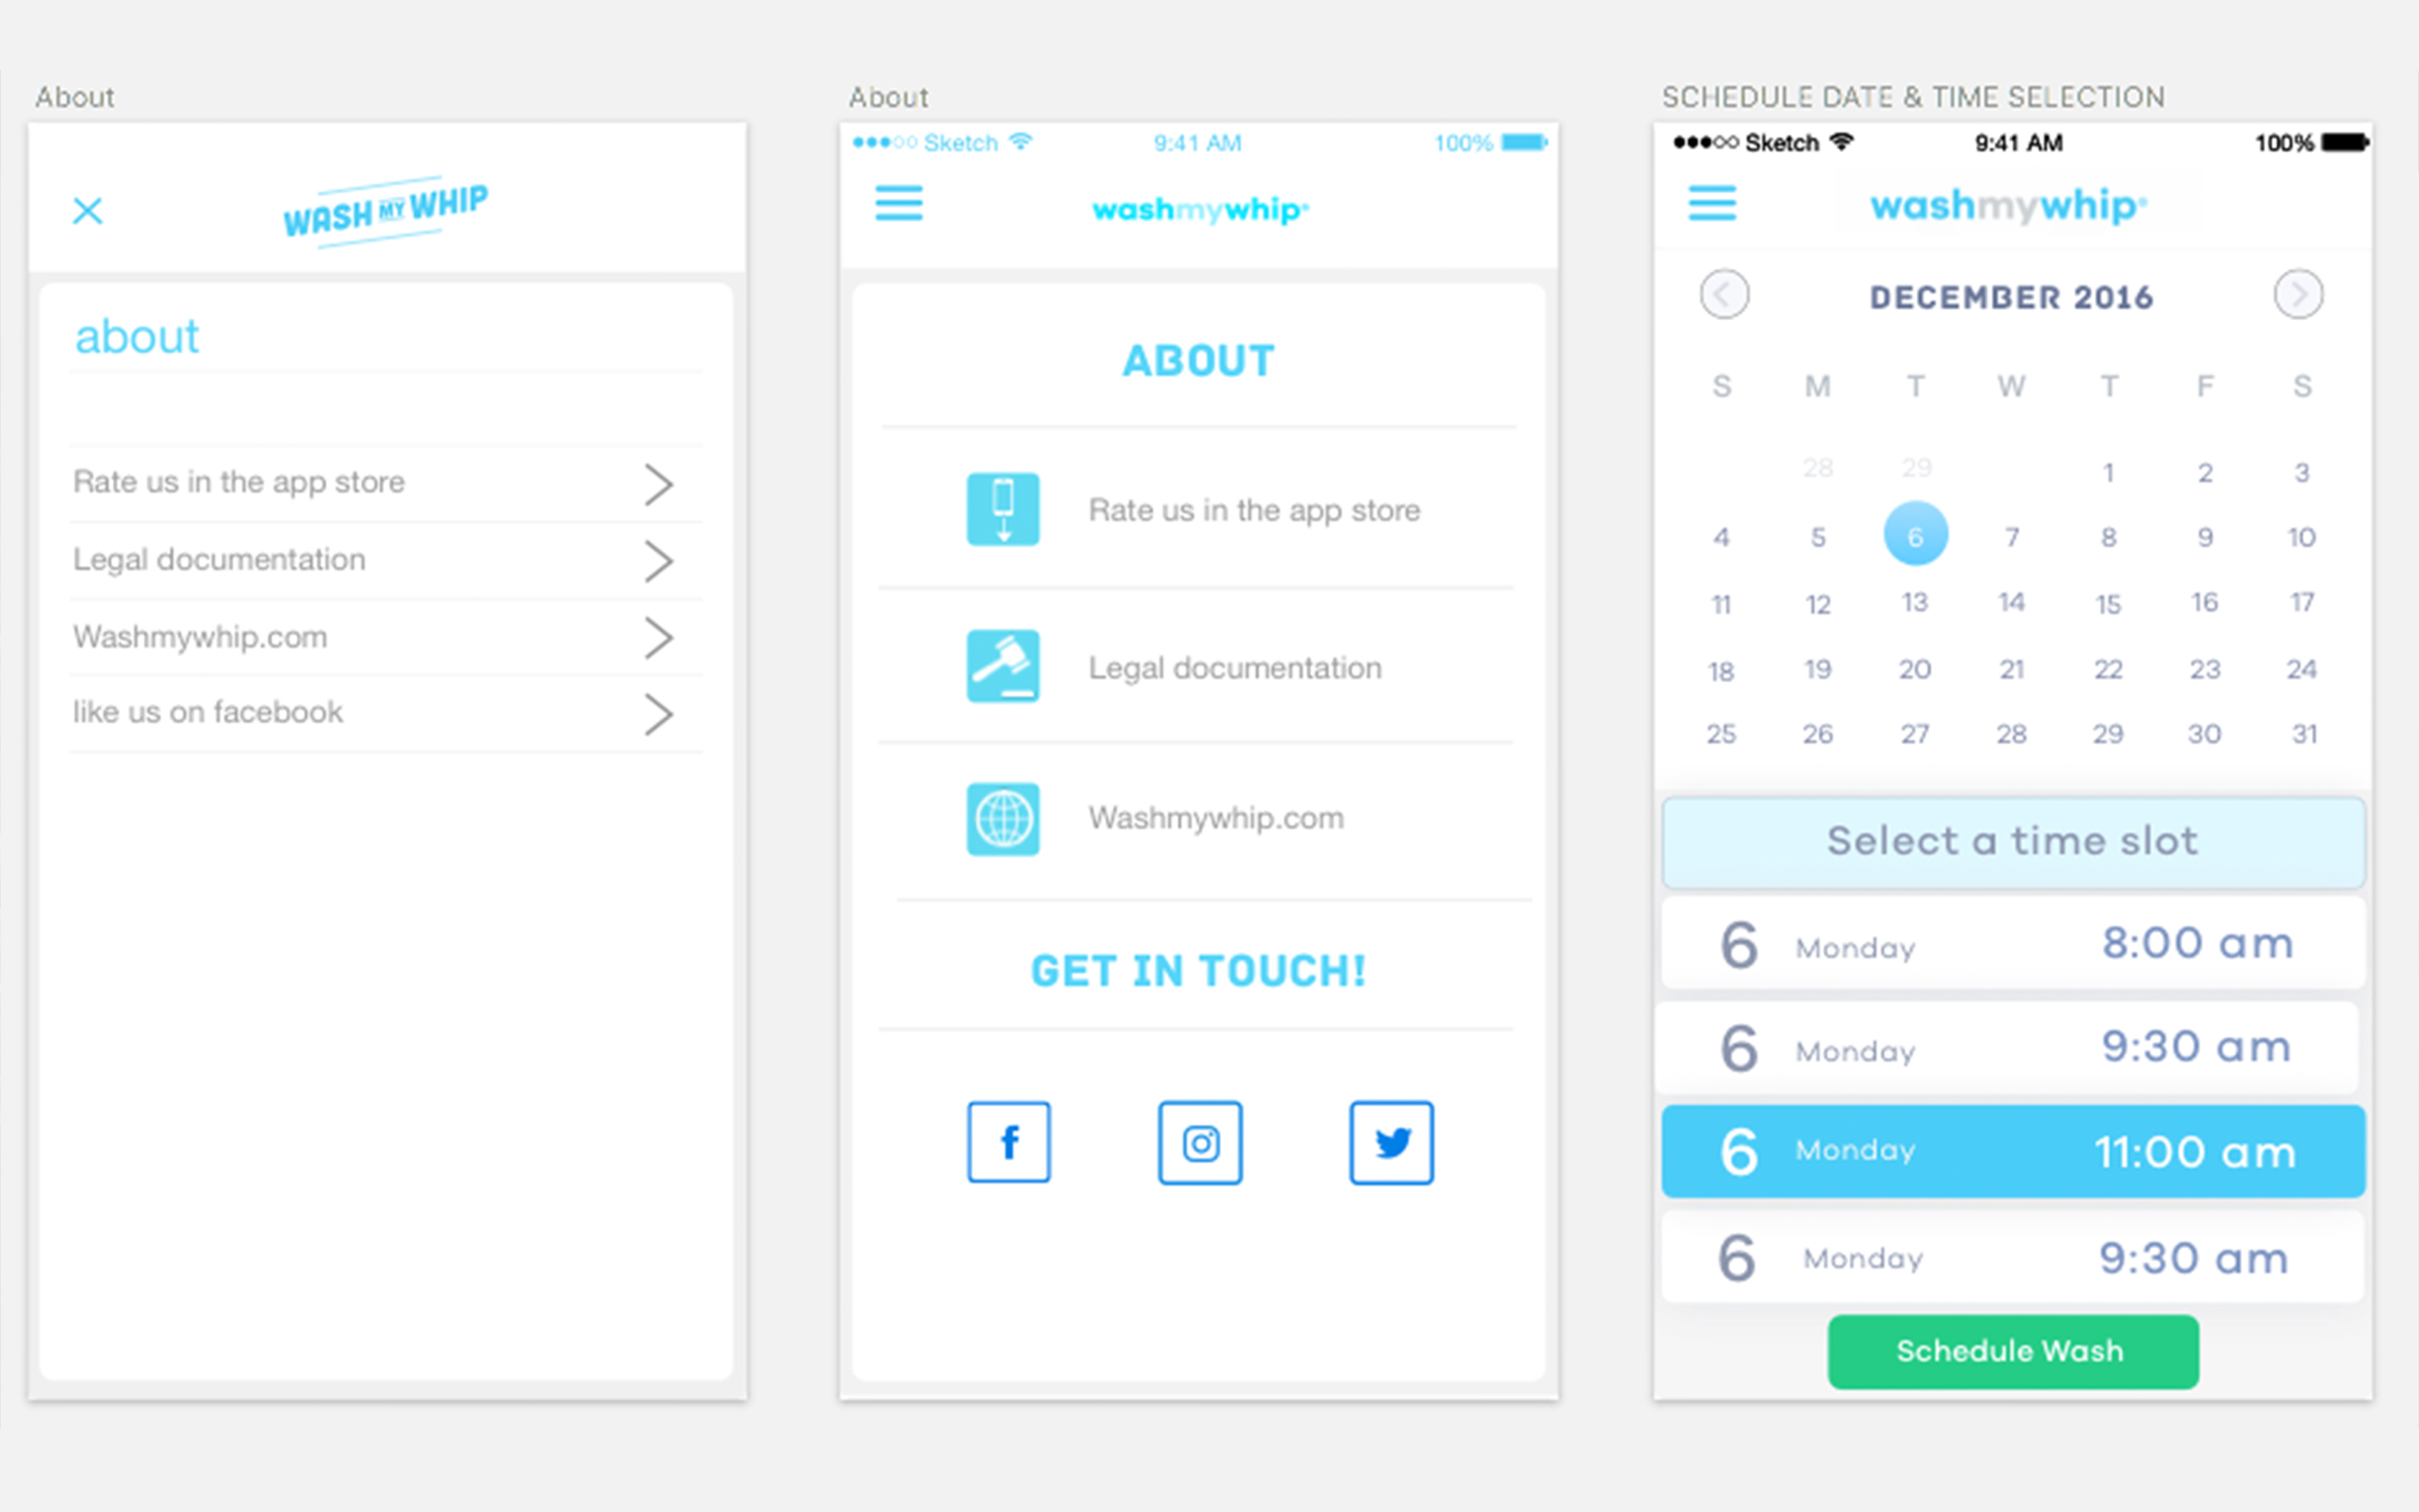 About
WASH MY WHIP
about
Rate us in the app store
Legal documentation
Washmywhip.com
like us on facebook
About
Sketch 9:41 AM 100%
washmywhip
ABOUT
Rate us in the app store
Legal documentation
Washmywhip.com
GET IN TOUCH!
SCHEDULE DATE & TIME SELECTION
Sketch 9:41 AM 100%
washmywhip
DECEMBER 2016
S M T W T F S
28 29 1 2 3
4 5 6 7 8 9 10
11 12 13 14 15 16 17
18 19 20 21 22 23 24
25 26 27 28 29 30 31
Select a time slot
6 Monday 8:00 am
6 Monday 9:30 am
6 Monday 11:00 am
6 Monday 9:30 am
Schedule Wash